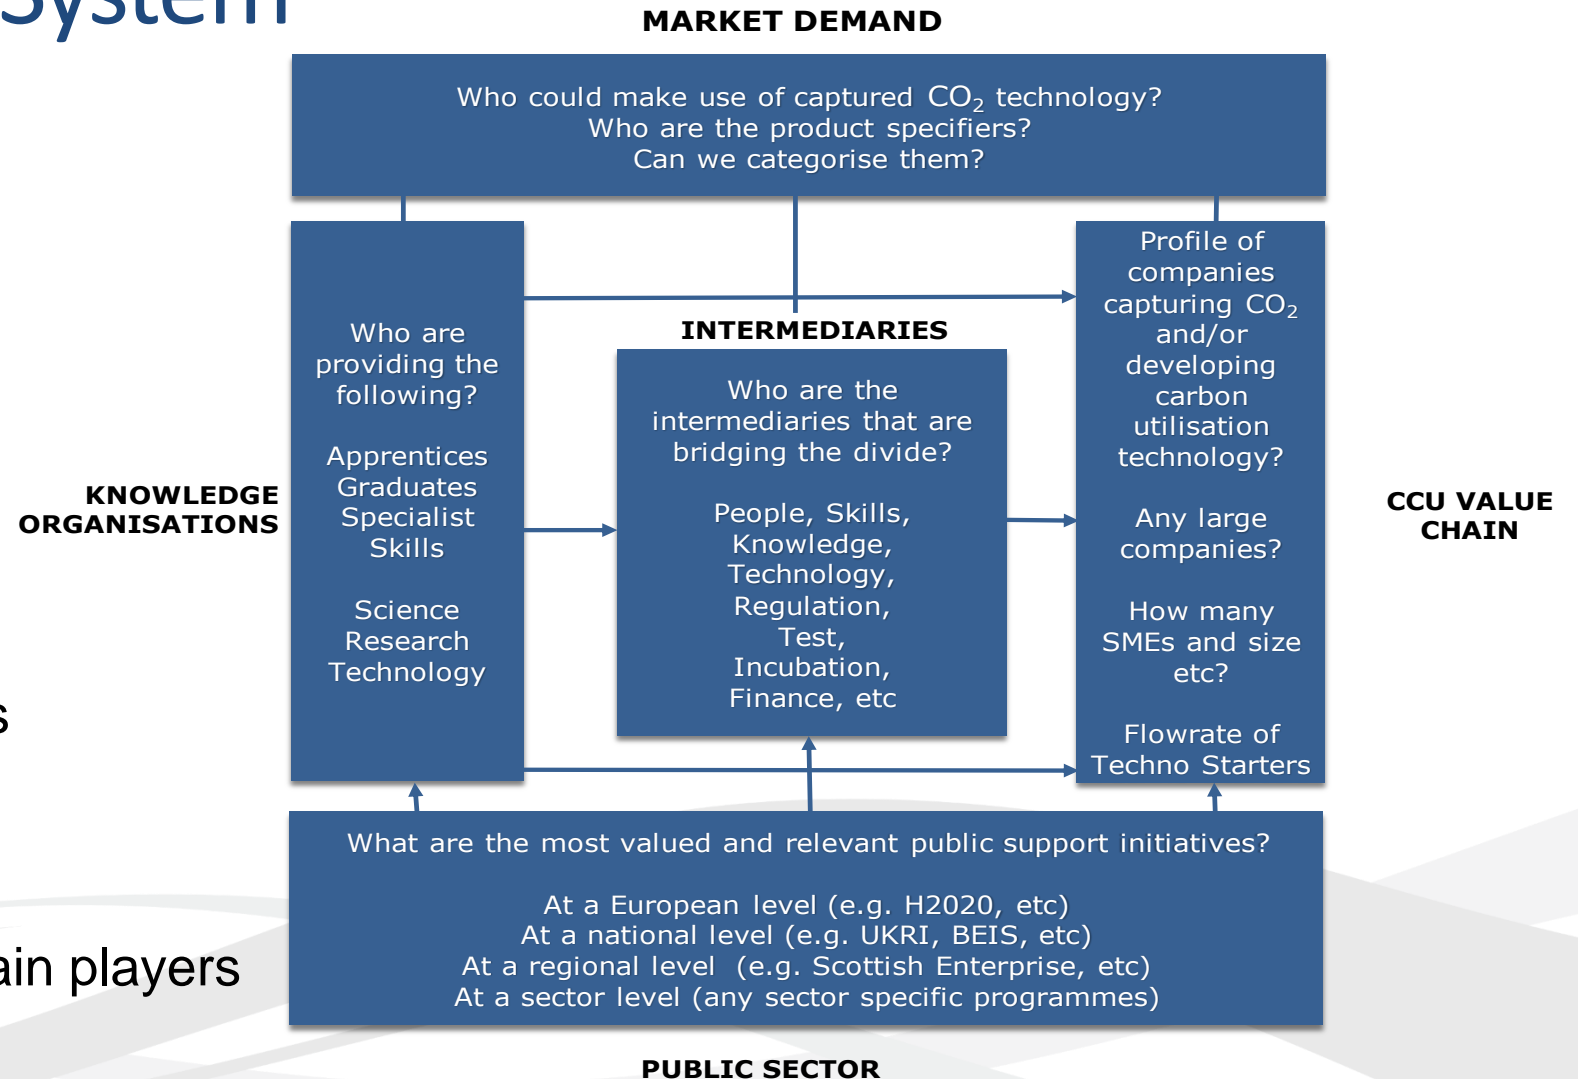 System
MARKET DEMAND
Who could make use of captured CO₂ technology?
Who are the product specifiers?
Can we categorise them?
KNOWLEDGE
ORGANISATIONS
Who are
providing the
following?
Apprentices
Graduates
Specialist
Skills
Science
Research
Technology
INTERMEDIARIES
Who are the
intermediaries that are
bridging the divide?
People, Skills,
Knowledge,
Technology,
Regulation,
Test,
Incubation,
Finance, etc
Profile of
companies
capturing CO₂
and/or
developing
carbon
utilisation
technology?
Any large
companies?
How many
SMEs and size
etc?
Flowrate of
Techno Starters
CCU VALUE
CHAIN
s
ain players
What are the most valued and relevant public support initiatives?
At a European level (e.g. H2020, etc)
At a national level (e.g. UKRI, BEIS, etc)
At a regional level (e.g. Scottish Enterprise, etc)
At a sector level (any sector specific programmes)
PUBLIC SECTOR